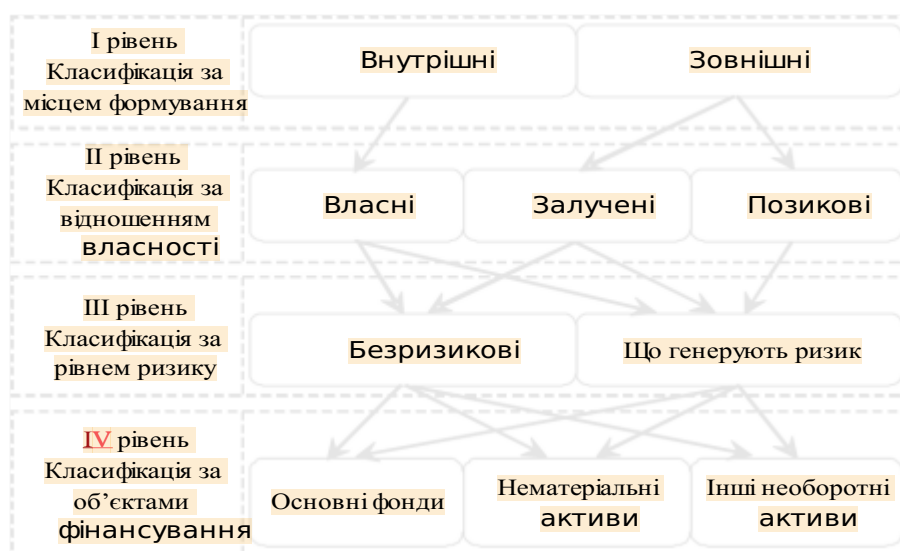 I рівень
Класифікація за
місцем формування
Внутрішні
Зовнішні
II рівень
Класифікація за
відношенням
власності
Власні
Залучені
Позикові
III рівень
Класифікація за
рівнем ризику
Безризикові
Що генерують ризик
IV рівень
Класифікація за
об’єктами
фінансування
Основні фонди
Нематеріальні
активи
Інші необоротні
активи